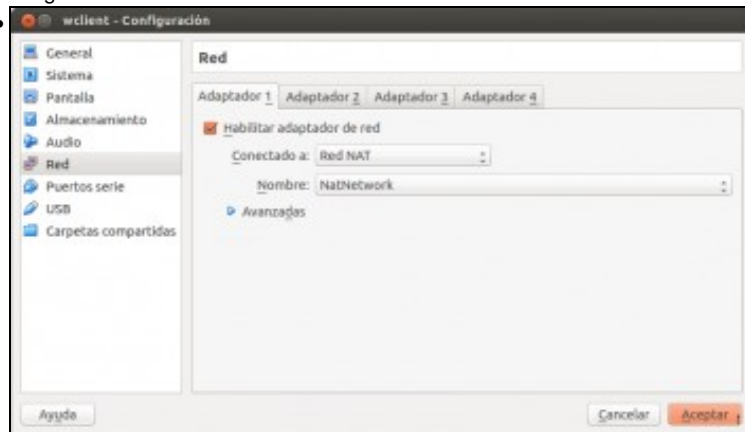 wclient - Configuración
General
Sistema
Pantalla
Almacenamiento
Audio
Red
Puertos serie
USB
Carpetas compartidas
Red
Adaptador 1 Adaptador 2 Adaptador 3 Adaptador 4
Habilitar adaptador de red
Conectado a: Red NAT
Nombre: NatNetwork
Avanzadas
Ayuda
Cancelar Aceptar